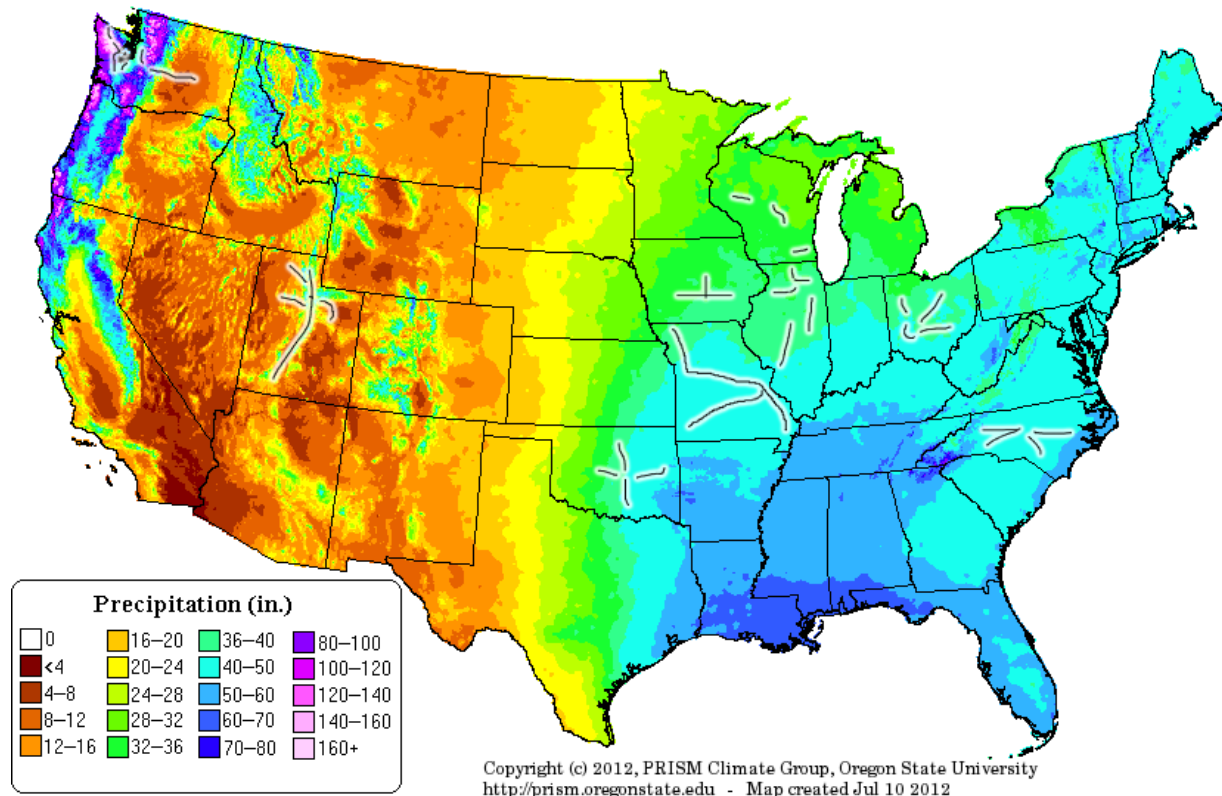 Precipitation (in.)
0 16-20 36-40 80-100
<4 20-24 40-50 100-120
4-8 24-28 50-60 120-140
8-12 28-32 60-70 140-160
12-16 32-36 70-80 160+
Copyright (c) 2012, PRISM Climate Group, Oregon State University
http://prism.oregonstate.edu - Map created Jul 10 2012